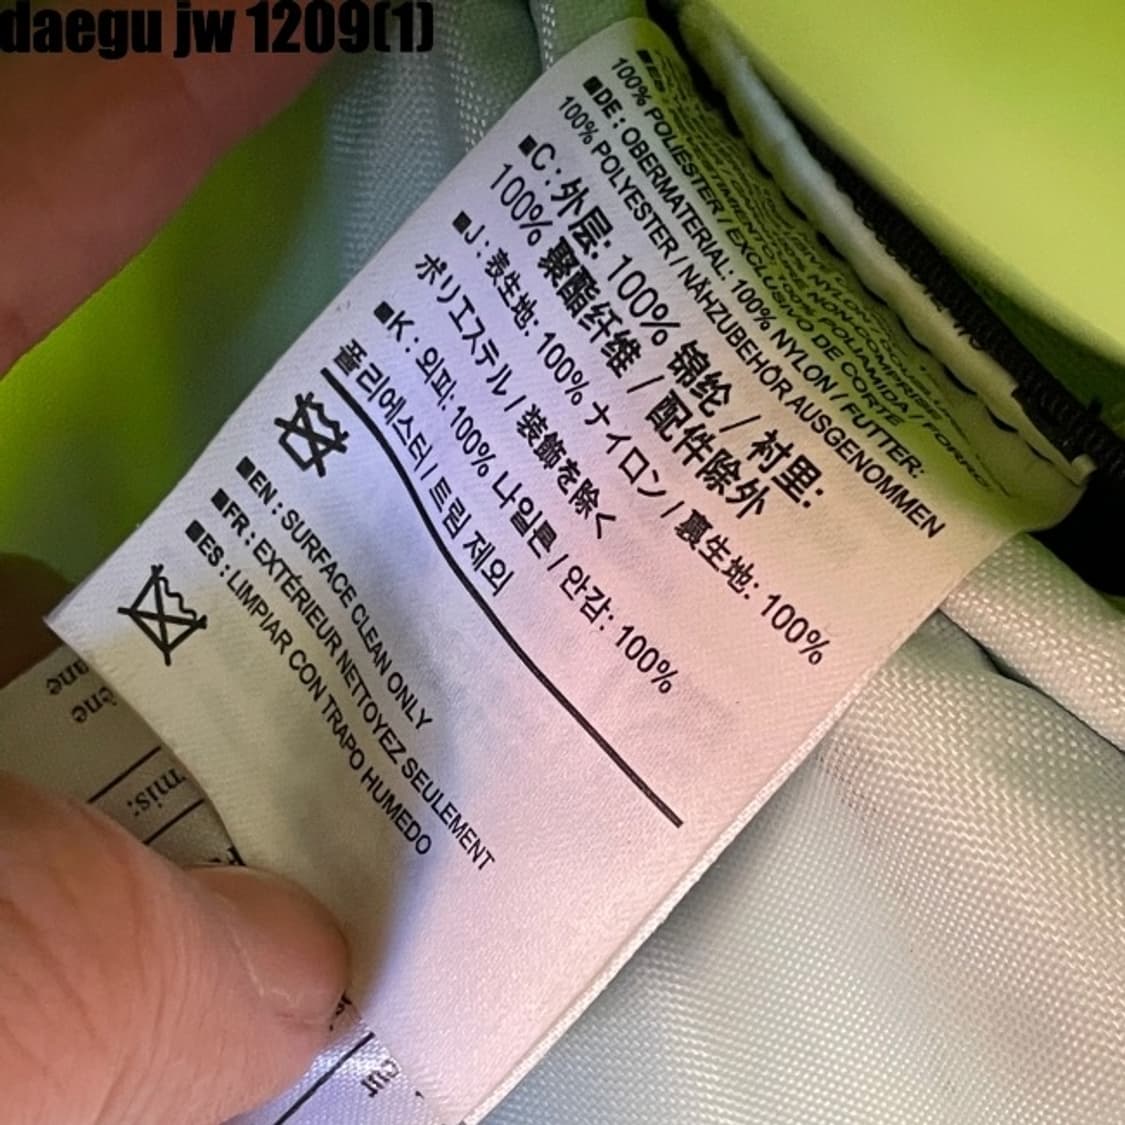 daegu jw 1209(1)
100% POLIÉSTER / EXCLUSIVO DE CORTE
■DE : OBERMATERIAL: 100% NYLON / FUTTER:
100% POLYESTER / NÄHZUBEHÖR AUSGENOMMEN
■C : 外层: 100% 锦纶 / 衬里:
100% 聚酯纤维 / 配件除外
■J : 表生地: 100% ナイロン / 裏生地: 100%
ポリエステル / 装飾を除く
■K : 외피: 100% 나일론 / 안감: 100%
폴리에스터 / 트림 제외
■EN : SURFACE CLEAN ONLY
■FR : EXTÉRIEUR NETTOYEZ SEULEMENT
■ES : LIMPIAR CON TRAPO HUMEDO